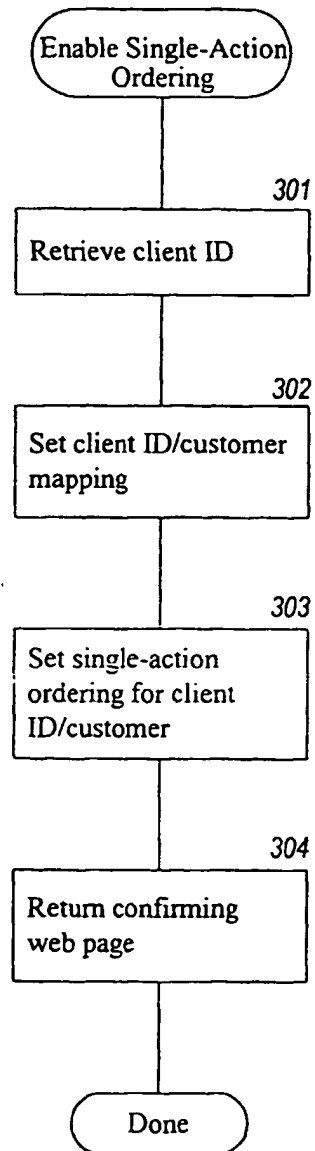 Enable Single-Action
Ordering
301
Retrieve client ID
302
Set client ID/customer
mapping
303
Set single-action
ordering for client
ID/customer
304
Return confirming
web page
Done